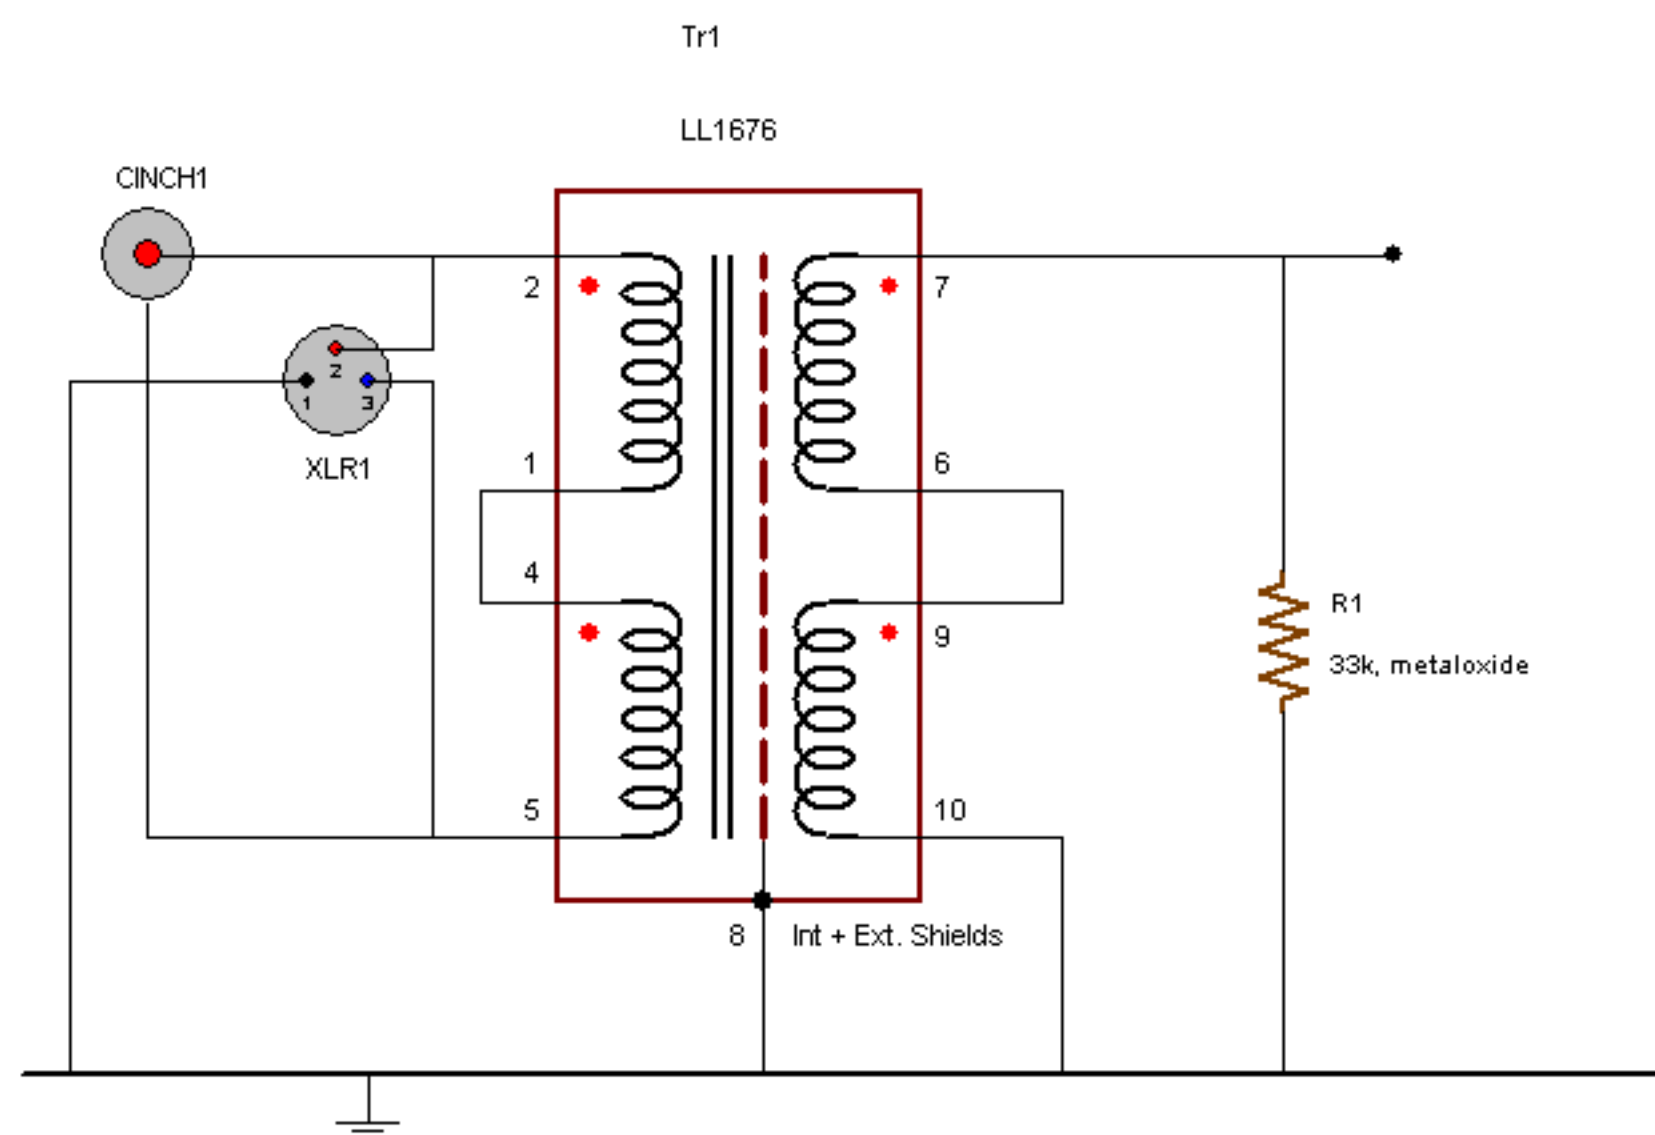 Tr1
LL1676
CINCH1
2
7
2
1
3
1
6
XLR1
4
R1
9
33k, metaloxide
5
10
8
Int + Ext. Shields